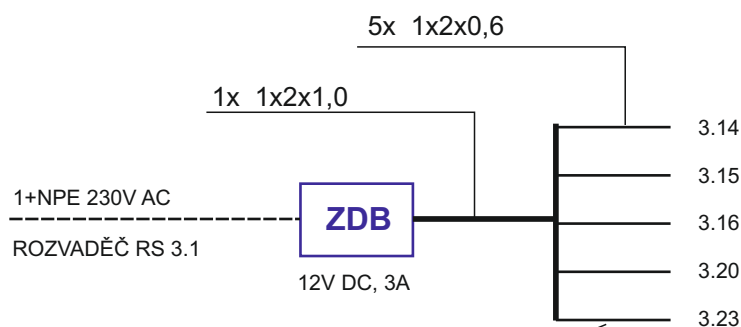 5x 1x2x0,6
1x 1x2x1,0
3.14
3.15
1+NPE 230V AC
ZDB
3.16
ROZVADĚČ RS 3.1
12V DC, 3A
3.20
3.23